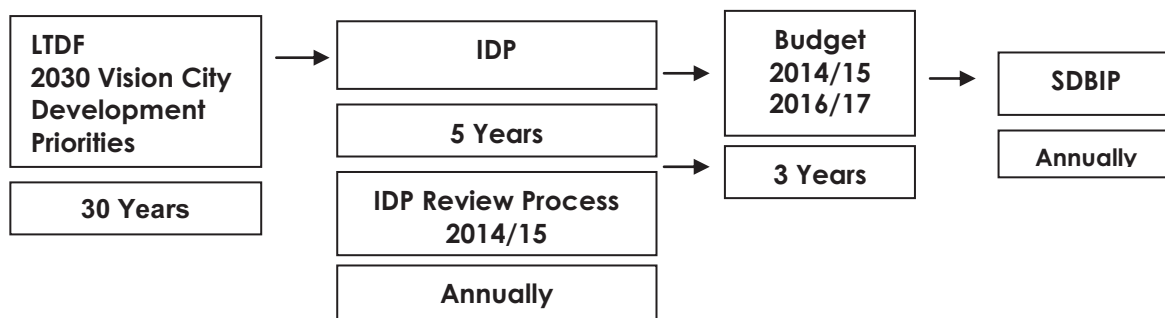 LTDF
2030 Vision City
Development
Priorities
30 Years
IDP
5 Years
IDP Review Process
2014/15
Annually
Budget
2014/15
2016/17
3 Years
SDBIP
Annually